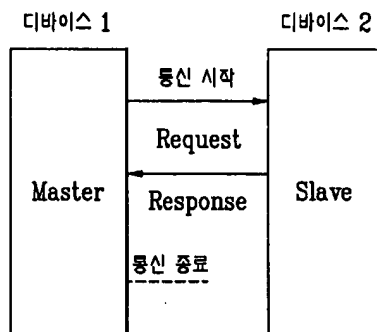 디바이스 1
디바이스 2
통신 시작
Request
Master
Response
Slave
통신 종료